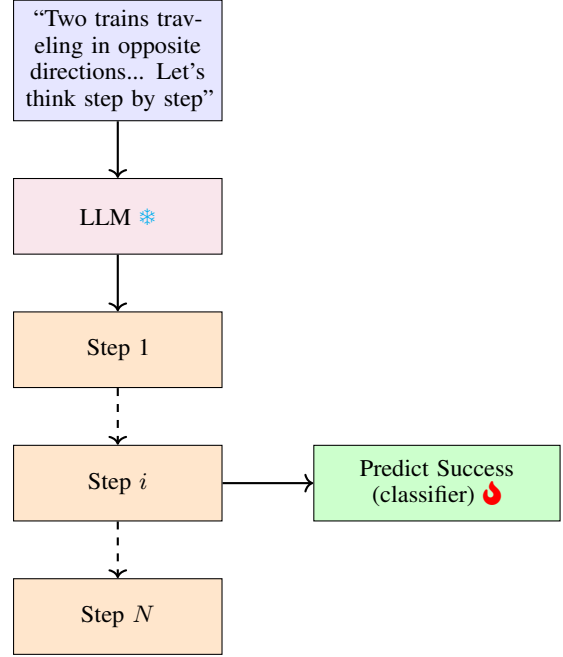 “Two trains trav-
eling in opposite
directions... Let's
think step by step”
LLM ❄
Step 1
Step i
Predict Success
(classifier)
Step N